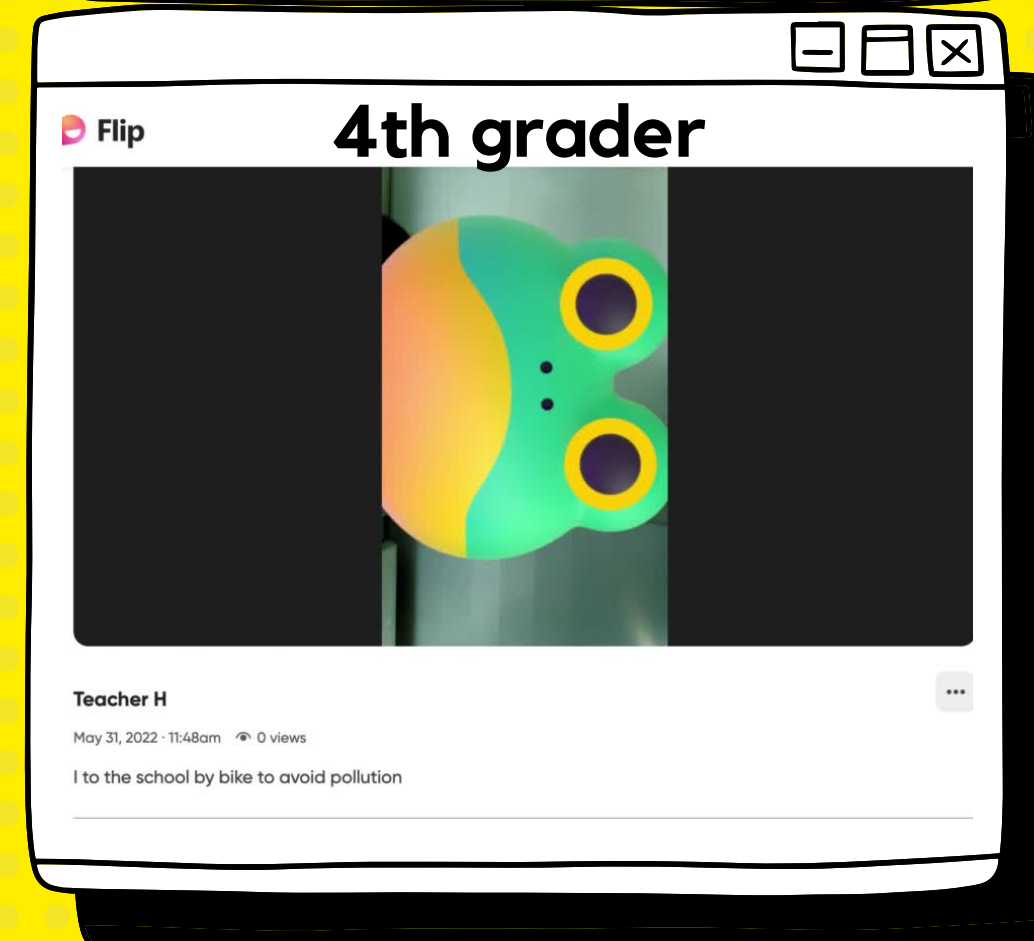 Flip
4th grader
Teacher H
May 31, 2022 · 11:48am 0 views
I to the school by bike to avoid pollution